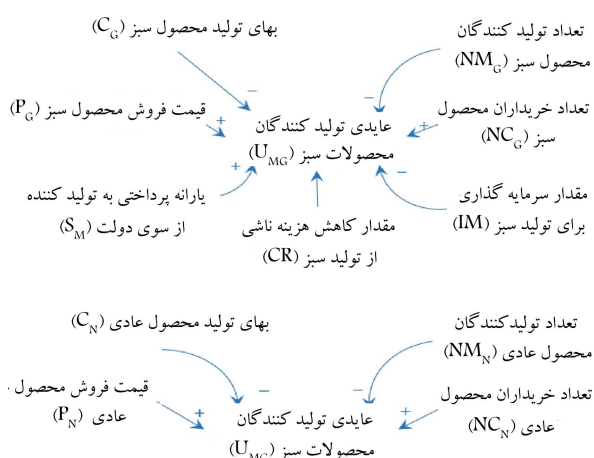 تعداد تولید کنندگان
محصول سبز (NM_G)
بهای تولید محصول سبز (C_G)
–
–
تعداد خریداران محصول
سبز (NC_G)
+
عایدی تولید کنندگان
محصولات سبز (U_MG)
+
قیمت فروش محصول سبز (P_G)
مقدار سرمایه گذاری
برای تولید سبز (IM)
–
مقدار کاهش هزینه ناشی
از تولید سبز (CR)
+
یارانه پرداختی به تولید کننده
از سوی دولت (S_M)
تعداد تولیدکنندگان
محصول عادی (NM_N)
بهای تولید محصول عادی (C_N)
–
–
تعداد خریداران محصول
عادی (NC_N)
+
عایدی تولید کنندگان
محصولات سبز (U_MG)
+
قیمت فروش محصول
عادی (P_N)